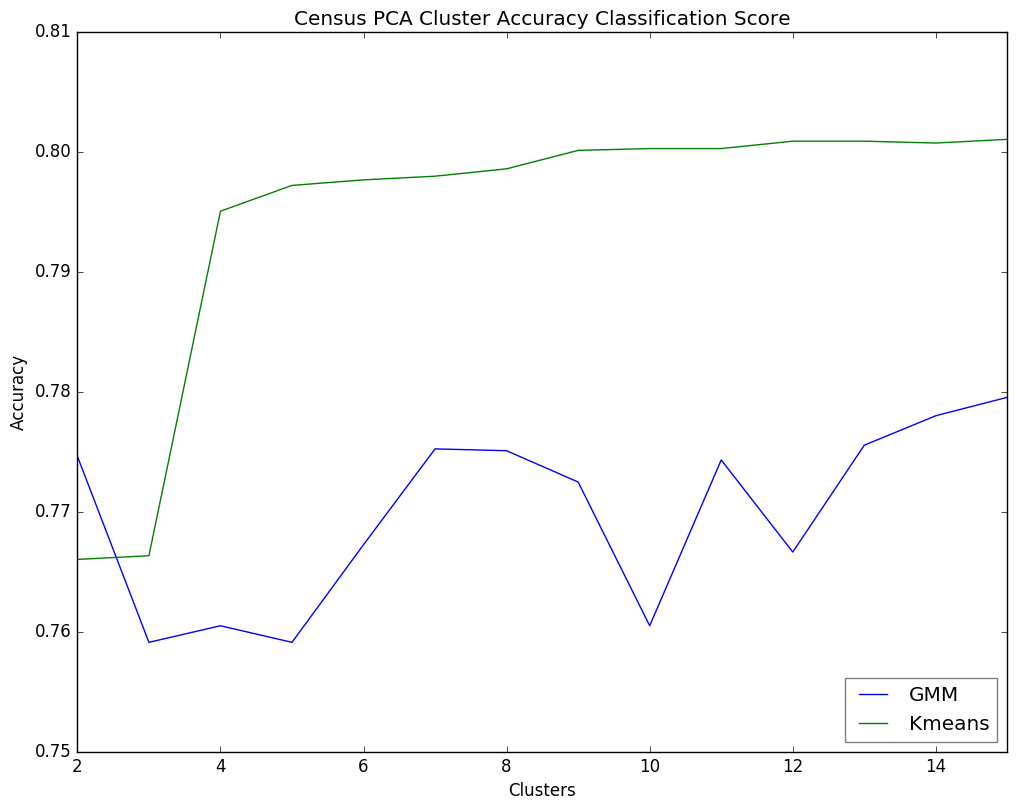 Census PCA Cluster Accuracy Classification Score
0.81
0.80
0.79
0.78
0.77
0.76
0.75
Accuracy
2 4 6 8 10 12 14
Clusters
GMM
Kmeans